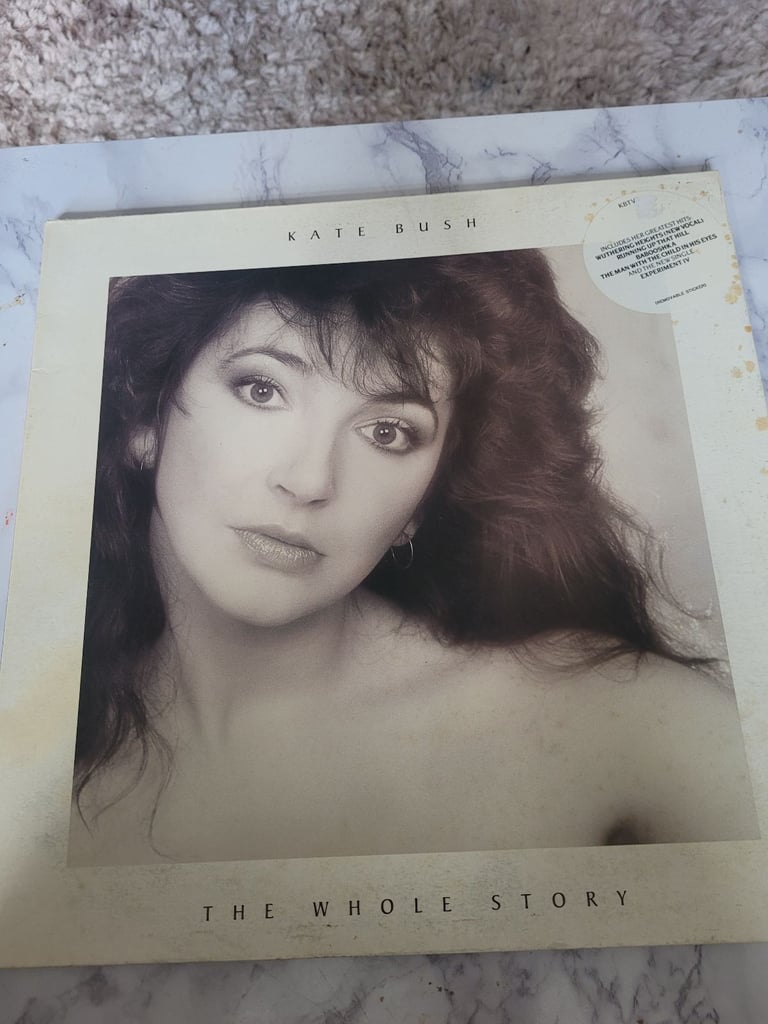 KATE BUSH
KBTV
INCLUDES HER GREATEST HITS:
WUTHERING HEIGHTS (NEW VOCAL)
RUNNING UP THAT HILL
BABOOSHKA
THE MAN WITH THE CHILD IN HIS EYES
AND THE NEW SINGLE
EXPERIMENT IV
(REMOVABLE STICKER)
THE WHOLE STORY